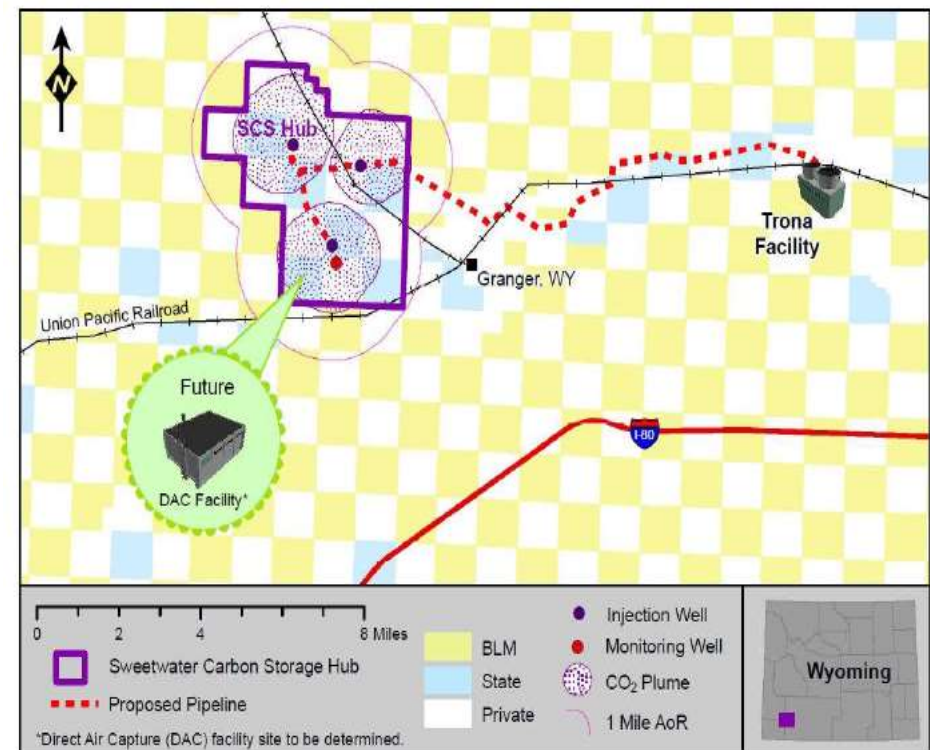 N
SCS Hub
Trona
Facility
Granger, WY
Union Pacific Railroad
Future
DAC Facility*
I-80
0 2 4 8 Miles
Sweetwater Carbon Storage Hub
Proposed Pipeline
*Direct Air Capture (DAC) facility site to be determined.
BLM
State
Private
Injection Well
Monitoring Well
CO₂ Plume
1 Mile AoR
Wyoming